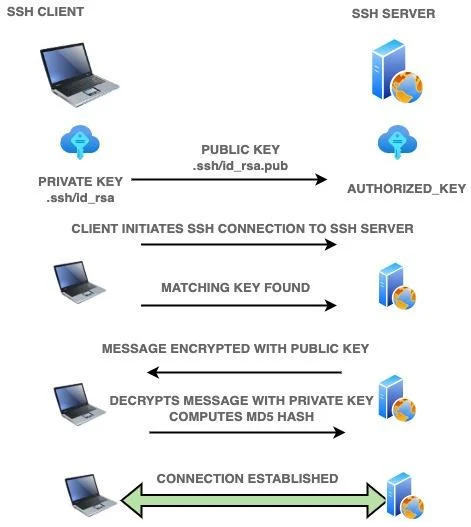 SSH CLIENT
SSH SERVER
PUBLIC KEY
.ssh/id_rsa.pub
PRIVATE KEY
.ssh/id_rsa
AUTHORIZED_KEY
CLIENT INITIATES SSH CONNECTION TO SSH SERVER
MATCHING KEY FOUND
MESSAGE ENCRYPTED WITH PUBLIC KEY
DECRYPTS MESSAGE WITH PRIVATE KEY
COMPUTES MD5 HASH
CONNECTION ESTABLISHED